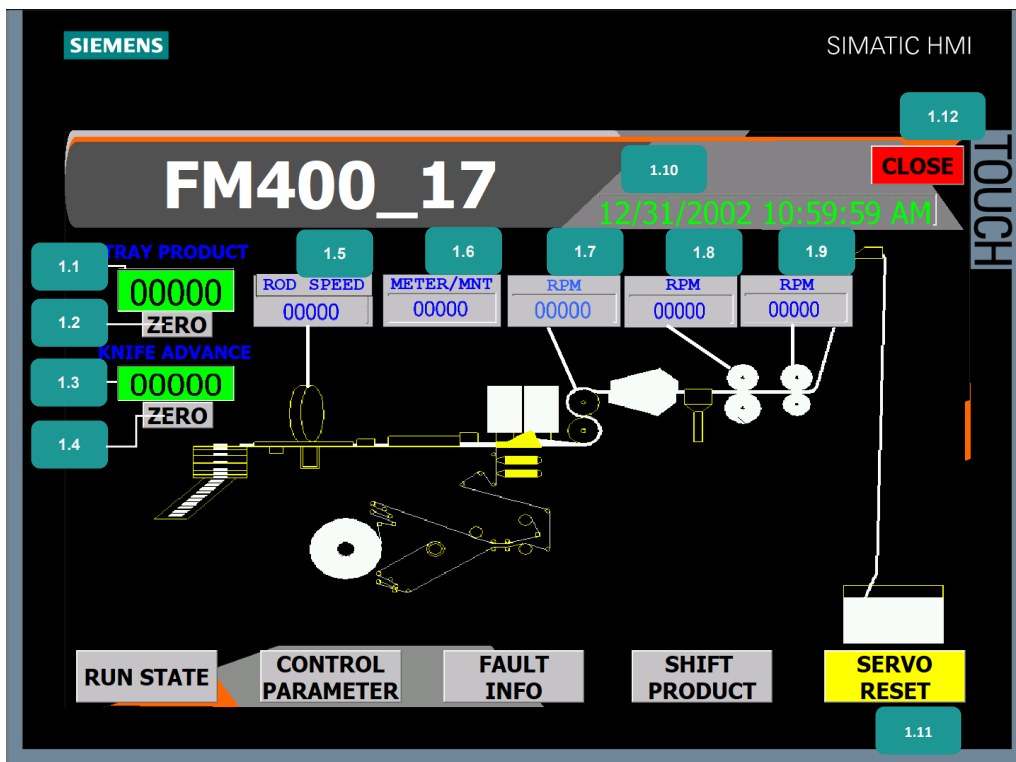 SIEMENS
SIMATIC HMI
1.12
TOUCH
FM400_17
1.10
CLOSE
12/31/2002 10:59:59 AM
1.1
TRAY PRODUCT
00000
1.2
ZERO
KNIFE ADVANCE
1.3
00000
1.4
ZERO
1.5
ROD SPEED
00000
1.6
METER/MNT
00000
1.7
RPM
00000
1.8
RPM
00000
1.9
RPM
00000
RUN STATE
CONTROL
PARAMETER
FAULT
INFO
SHIFT
PRODUCT
SERVO
RESET
1.11